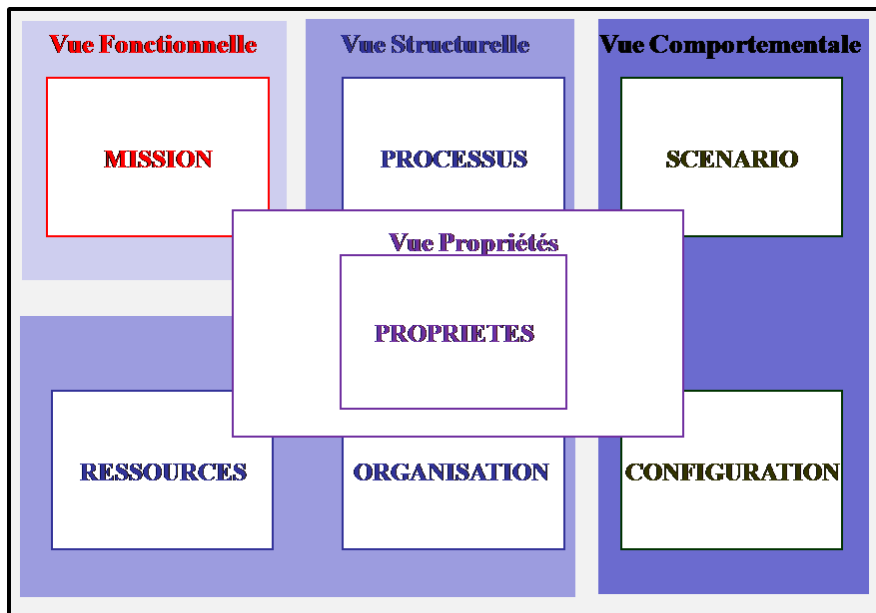 Vue Fonctionnelle
Vue Structurelle
Vue Comportementale
MISSION
PROCESSUS
SCENARIO
Vue Propriétés
PROPRIETES
RESSOURCES
ORGANISATION
CONFIGURATION